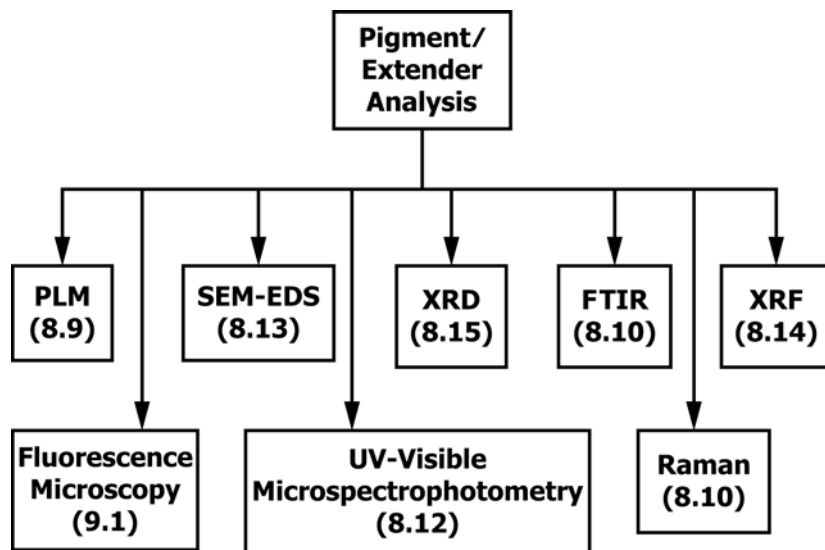 Pigment/
Extender
Analysis
PLM
(8.9)
SEM-EDS
(8.13)
XRD
(8.15)
FTIR
(8.10)
XRF
(8.14)
Fluorescence
Microscopy
(9.1)
UV-Visible
Microspectrophotometry
(8.12)
Raman
(8.10)